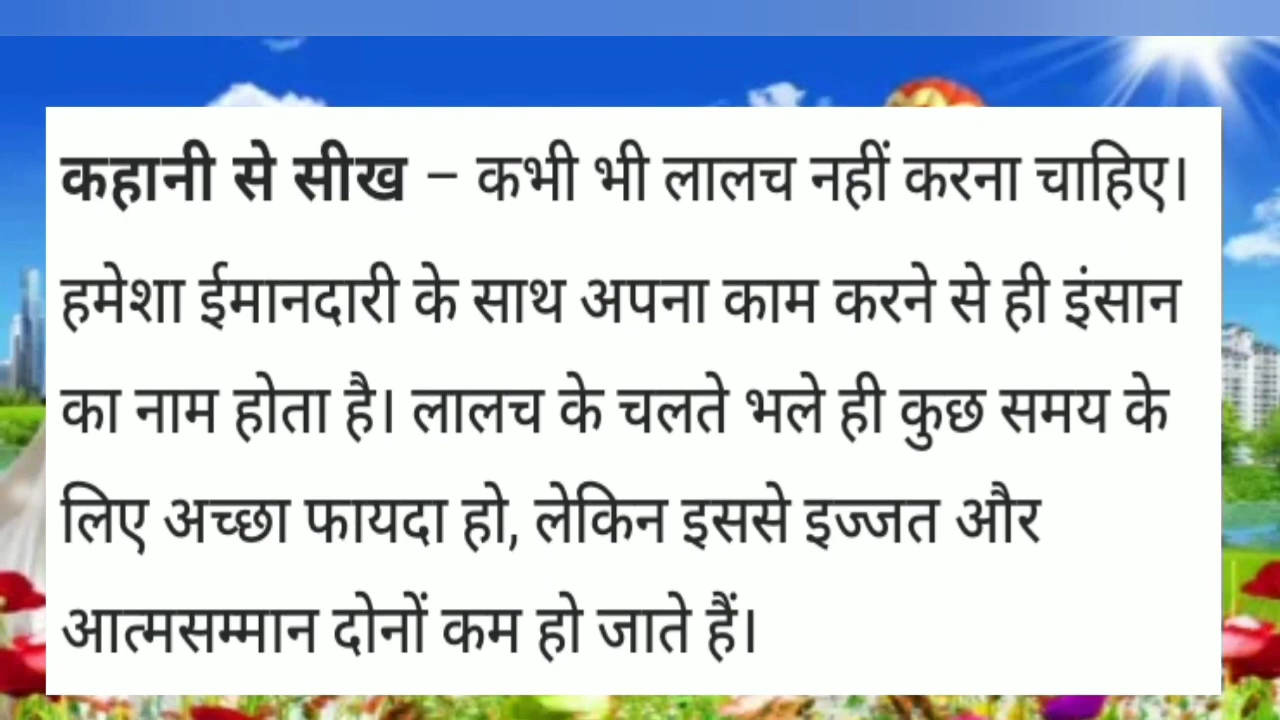 कहानी से सीख – कभी भी लालच नहीं करना चाहिए।
हमेशा ईमानदारी के साथ अपना काम करने से ही इंसान
का नाम होता है। लालच के चलते भले ही कुछ समय के
लिए अच्छा फायदा हो, लेकिन इससे इज्जत और
आत्मसम्मान दोनों कम हो जाते हैं।